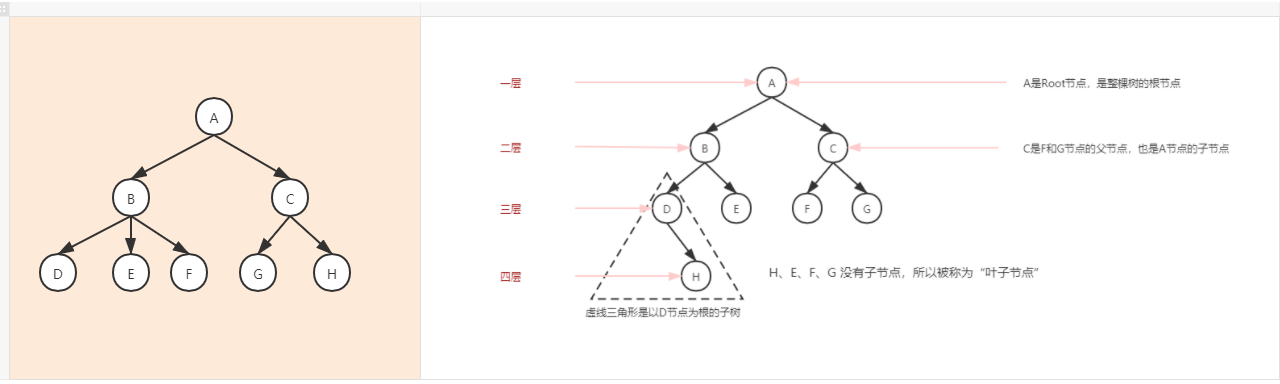 A
B
C
D
E
F
G
H
一层
A
A是Root节点，是整棵树的根节点
二层
B
C
C是F和G节点的父节点，也是A节点的子节点
三层
D
E
F
G
四层
H
H、E、F、G 没有子节点，所以被称为“叶子节点”
虚线三角形是以D节点为根的子树